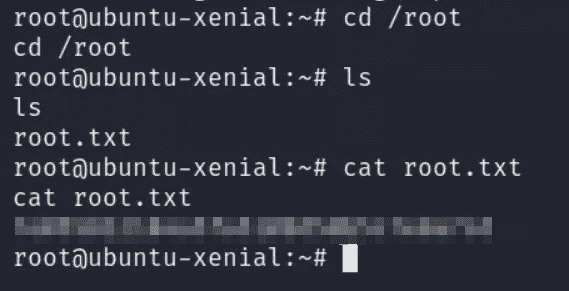 root@ubuntu-xenial:~# cd /root
cd /root
root@ubuntu-xenial:~# ls
ls
root.txt
root@ubuntu-xenial:~# cat root.txt
cat root.txt
root@ubuntu-xenial:~#